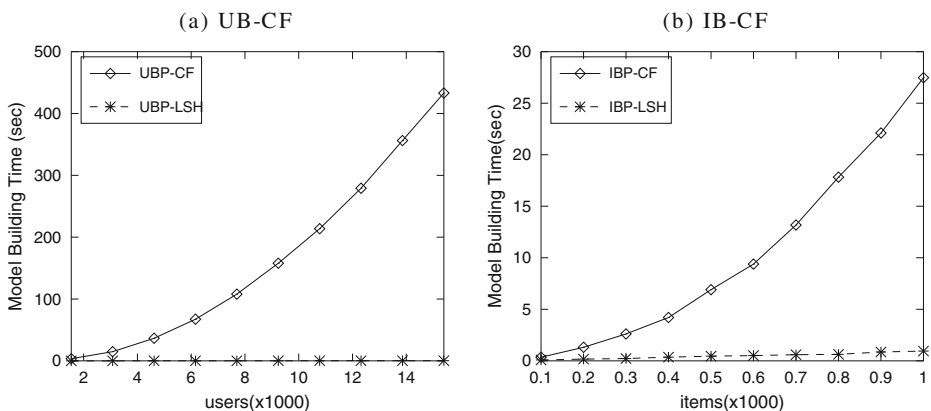 (a) UB-CF
Model Building Time (sec)
500
400
300
200
100
0
UBP-CF
UBP-LSH
2 4 6 8 10 12 14
users(x1000)
(b) IB-CF
Model Building Time(sec)
30
25
20
15
10
5
0
IBP-CF
IBP-LSH
0.1 0.2 0.3 0.4 0.5 0.6 0.7 0.8 0.9 1
items(x1000)